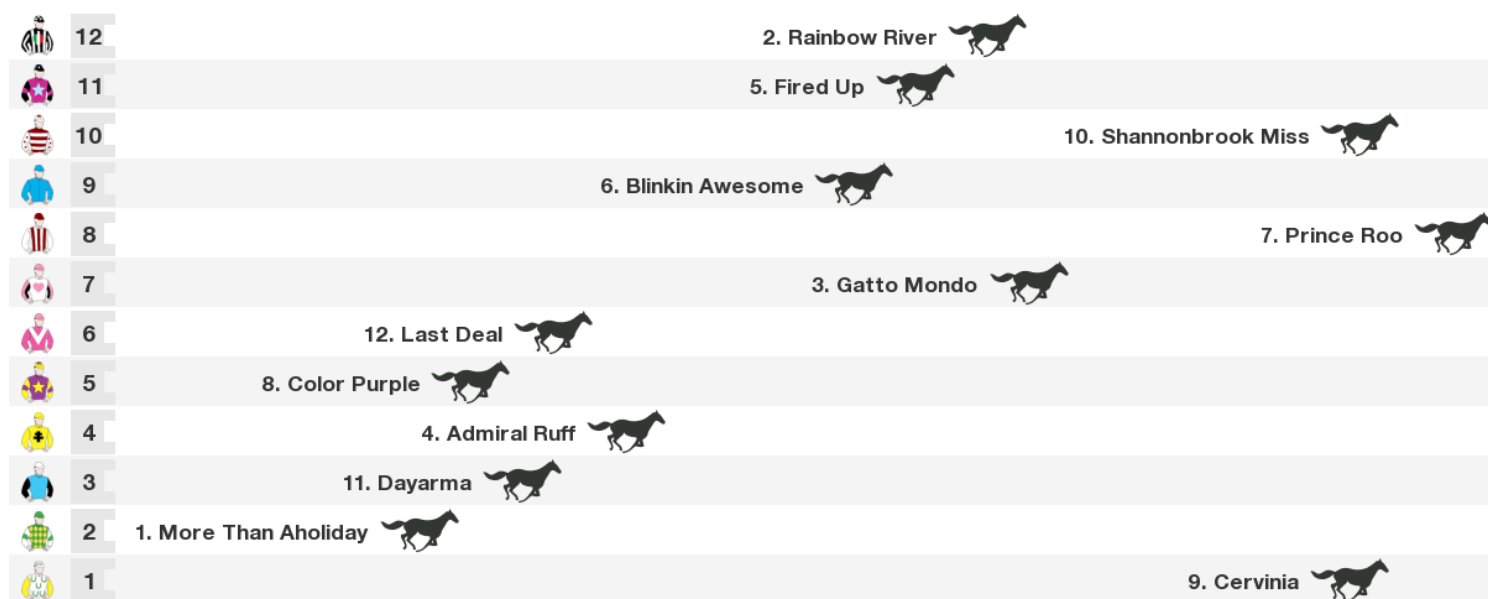 12 2. Rainbow River
11 5. Fired Up
10 10. Shannonbrook Miss
9 6. Blinkin Awesome
8 7. Prince Roo
7 3. Gatto Mondo
6 12. Last Deal
5 8. Color Purple
4 4. Admiral Ruff
3 11. Dayarma
2 1. More Than Aholiday
1 9. Cervinia